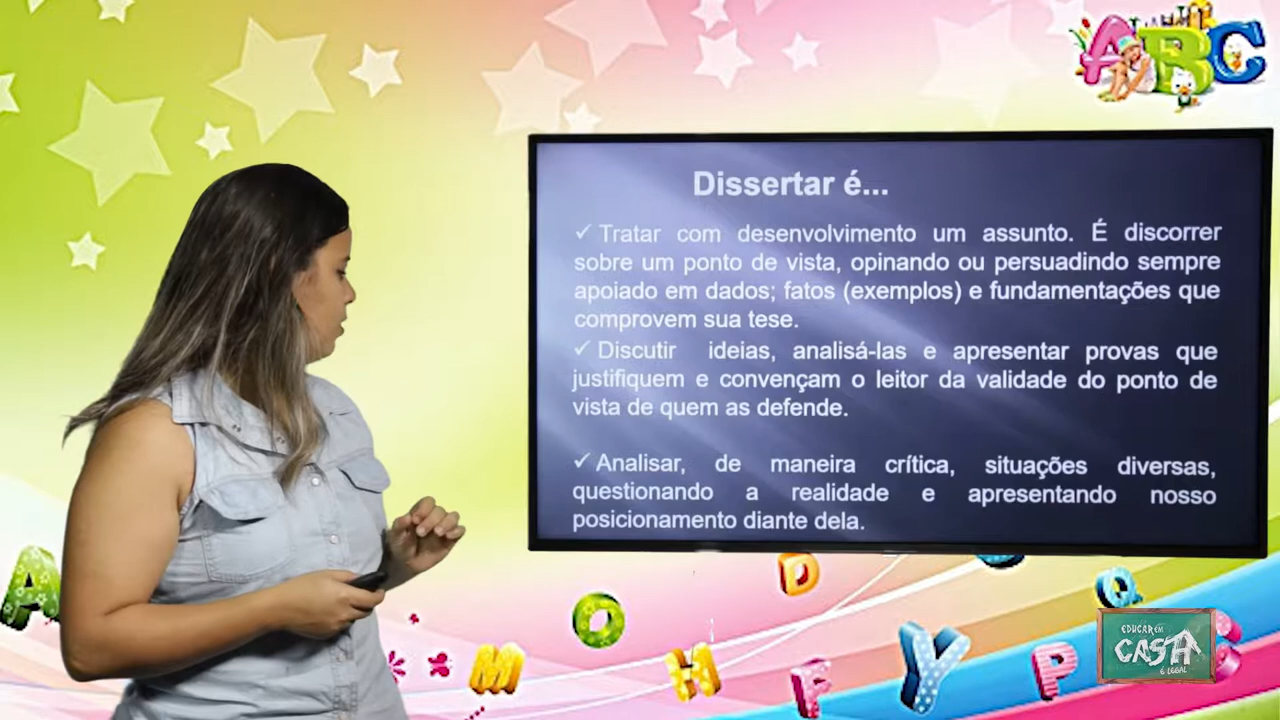 ABC
Dissertar é...
✓ Tratar com desenvolvimento um assunto. É discorrer
sobre um ponto de vista, opinando ou persuadindo sempre
apoiado em dados; fatos (exemplos) e fundamentações que
comprovem sua tese.
✓ Discutir ideias, analisá-las e apresentar provas que
justifiquem e convençam o leitor da validade do ponto de
vista de quem as defende.
✓ Analisar, de maneira crítica, situações diversas,
questionando a realidade e apresentando nosso
posicionamento diante dela.
A M O H D F Y P Q
EDUCAR EM
CASA
É LEGAL